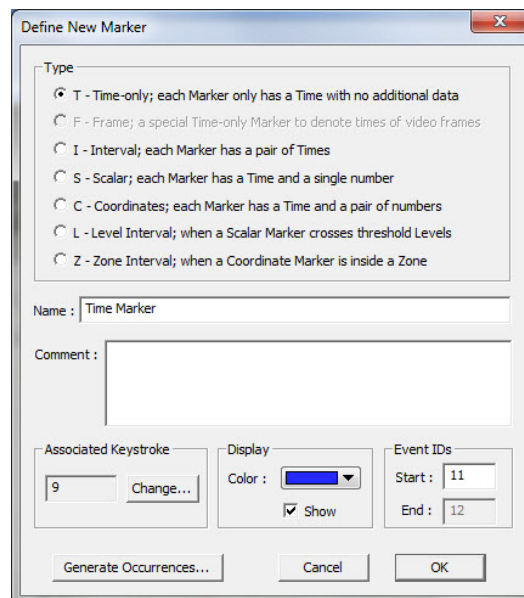 Define New Marker
Type
T - Time-only; each Marker only has a Time with no additional data
F - Frame; a special Time-only Marker to denote times of video frames
I - Interval; each Marker has a pair of Times
S - Scalar; each Marker has a Time and a single number
C - Coordinates; each Marker has a Time and a pair of numbers
L - Level Interval; when a Scalar Marker crosses threshold Levels
Z - Zone Interval; when a Coordinate Marker is inside a Zone
Name : Time Marker
Comment :
Associated Keystroke
9 Change...
Display
Color :
Show
Event IDs
Start : 11
End : 12
Generate Occurrences... Cancel OK